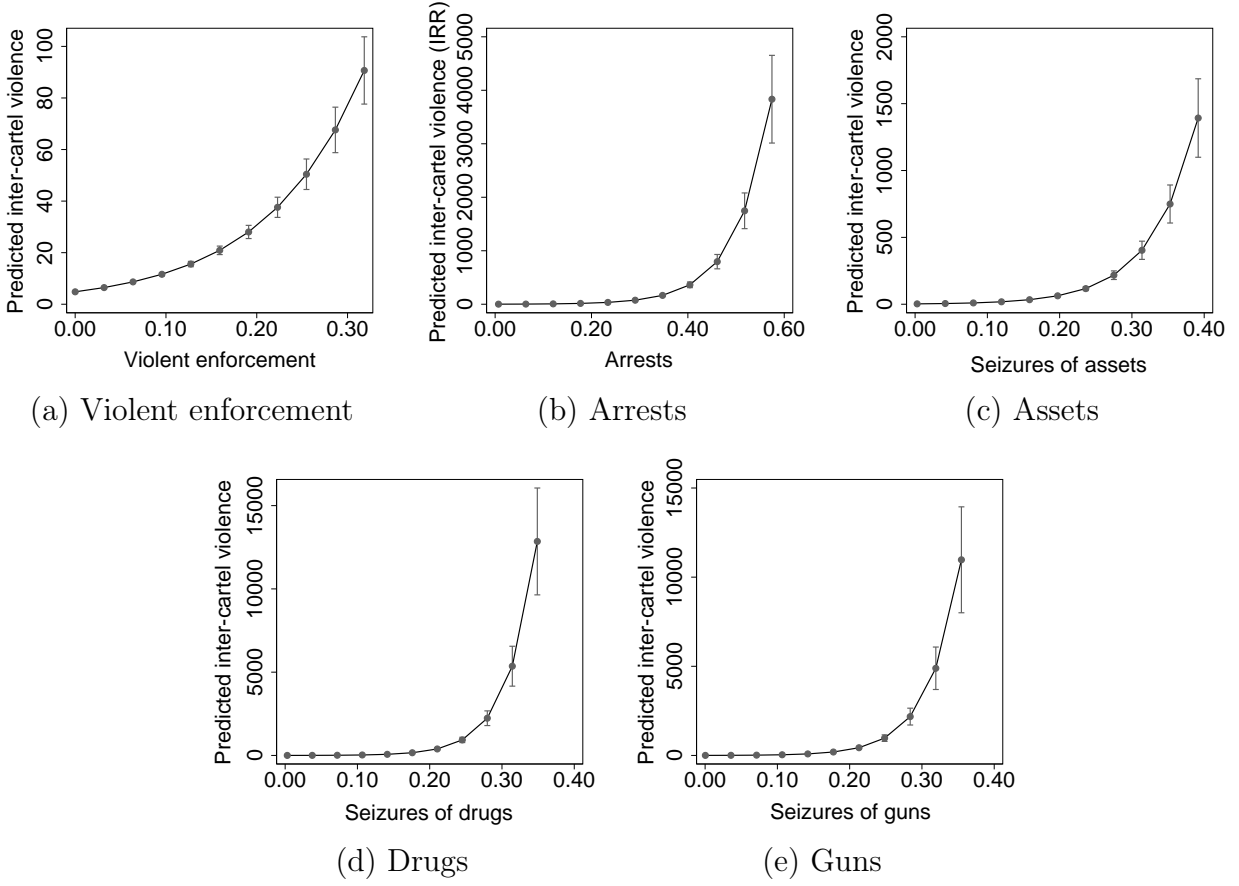 Predicted inter-cartel violence
100
80
60
40
20
0
0.00 0.10 0.20 0.30
Violent enforcement
(a) Violent enforcement
Predicted inter-cartel violence (IRR)
5000
4000
3000
2000
1000
0
0.00 0.20 0.40 0.60
Arrests
(b) Arrests
Predicted inter-cartel violence
2000
1500
1000
500
0
0.00 0.10 0.20 0.30 0.40
Seizures of assets
(c) Assets
Predicted inter-cartel violence
15000
10000
5000
0
0.00 0.10 0.20 0.30 0.40
Seizures of drugs
(d) Drugs
Predicted inter-cartel violence
15000
10000
5000
0
0.00 0.10 0.20 0.30 0.40
Seizures of guns
(e) Guns